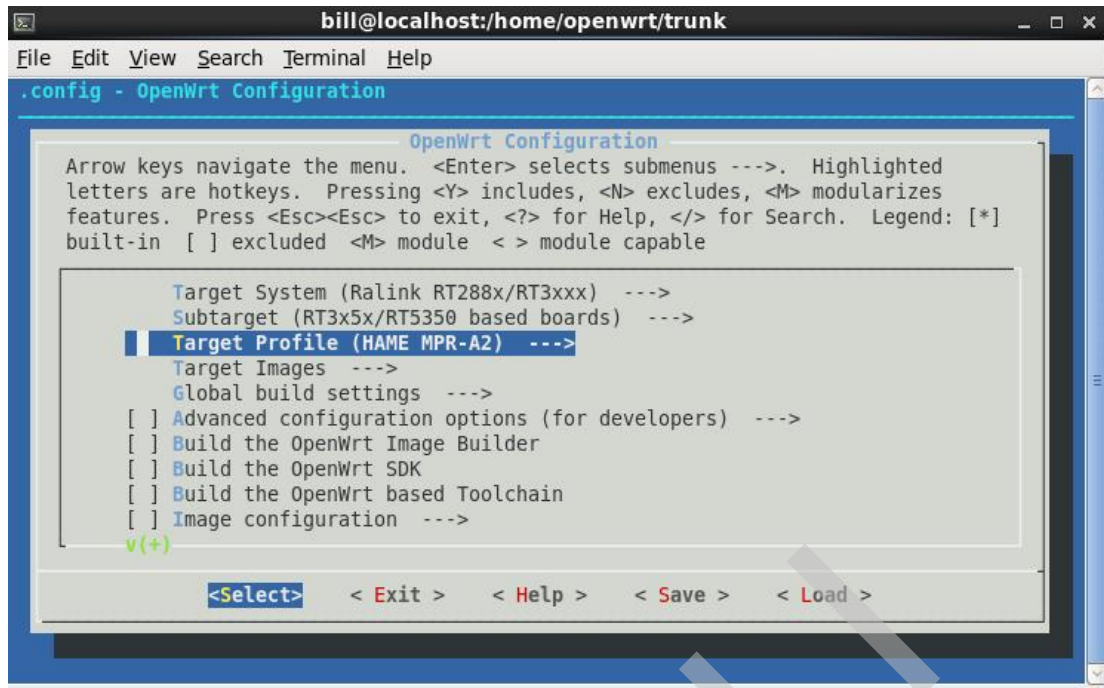 bill@localhost:/home/openwrt/trunk
File Edit View Search Terminal Help
.config - OpenWrt Configuration
OpenWrt Configuration
Arrow keys navigate the menu.  <Enter> selects submenus --->.  Highlighted
letters are hotkeys.  Pressing <Y> includes, <N> excludes, <M> modularizes
features.  Press <Esc><Esc> to exit, <?> for Help, </> for Search.  Legend: [*]
built-in  [ ] excluded  <M> module  < > module capable
Target System (Ralink RT288x/RT3xxx)  --->
Subtarget (RT3x5x/RT5350 based boards)  --->
Target Profile (HAME MPR-A2)  --->
Target Images  --->
Global build settings  --->
[ ] Advanced configuration options (for developers)  --->
[ ] Build the OpenWrt Image Builder
[ ] Build the OpenWrt SDK
[ ] Build the OpenWrt based Toolchain
[ ] Image configuration  --->
v(+)
<Select>    < Exit >    < Help >    < Save >    < Load >